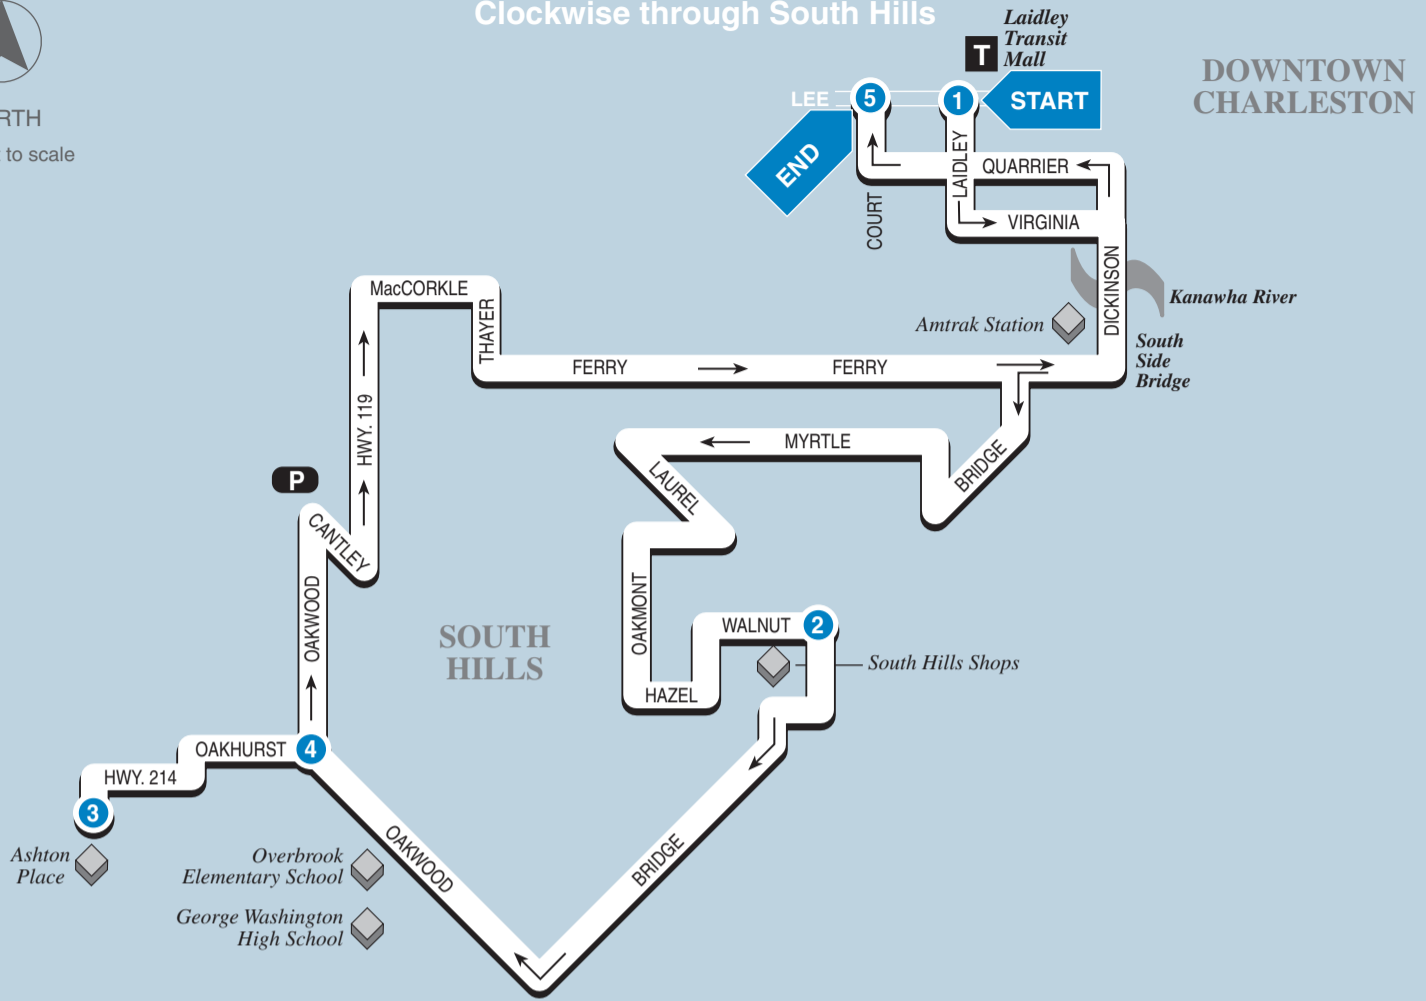 Clockwise through South Hills
Laidley
Transit
Mall
T
DOWNTOWN
CHARLESTON
LEE
5
1
START
END
RTH
to scale
QUARRIER
LAIDLEY
COURT
VIRGINIA
DICKINSON
Kanawha River
Amtrak Station
South
Side
Bridge
MacCORKLE
THAYER
FERRY
FERRY
HWY. 119
MYRTLE
BRIDGE
LAUREL
P
CANTLEY
OAKWOOD
OAKMONT
SOUTH
HILLS
WALNUT
2
South Hills Shops
HAZEL
OAKHURST
4
HWY. 214
3
Ashton
Place
Overbrook
Elementary School
George Washington
High School
OAKWOOD
BRIDGE